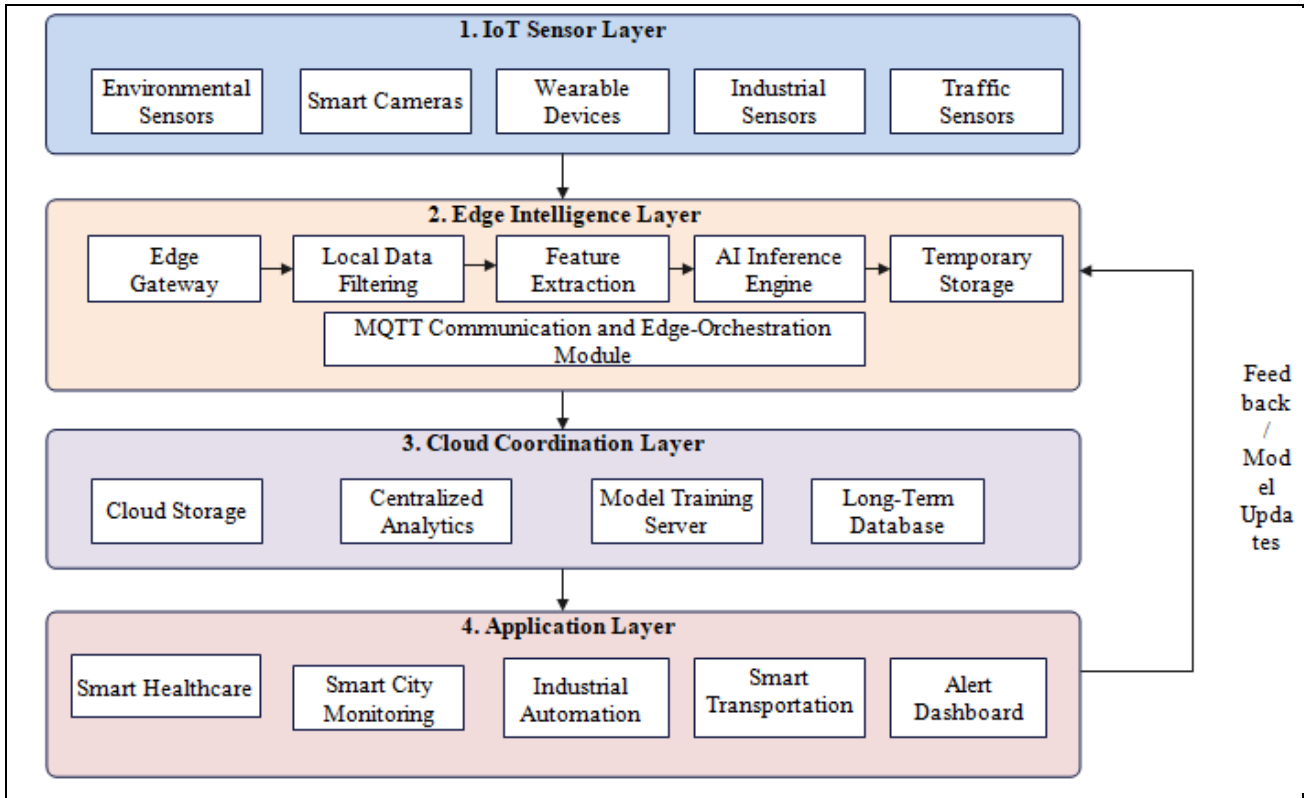 1. IoT Sensor Layer
Environmental
Sensors
Smart Cameras
Wearable
Devices
Industrial
Sensors
Traffic
Sensors
2. Edge Intelligence Layer
Edge
Gateway
Local Data
Filtering
Feature
Extraction
AI Inference
Engine
Temporary
Storage
MQTT Communication and Edge-Orchestration
Module
3. Cloud Coordination Layer
Cloud Storage
Centralized
Analytics
Model Training
Server
Long-Term
Database
4. Application Layer
Smart Healthcare
Smart City
Monitoring
Industrial
Automation
Smart
Transportation
Alert
Dashboard
Feed
back
/
Mod
el
Upda
tes